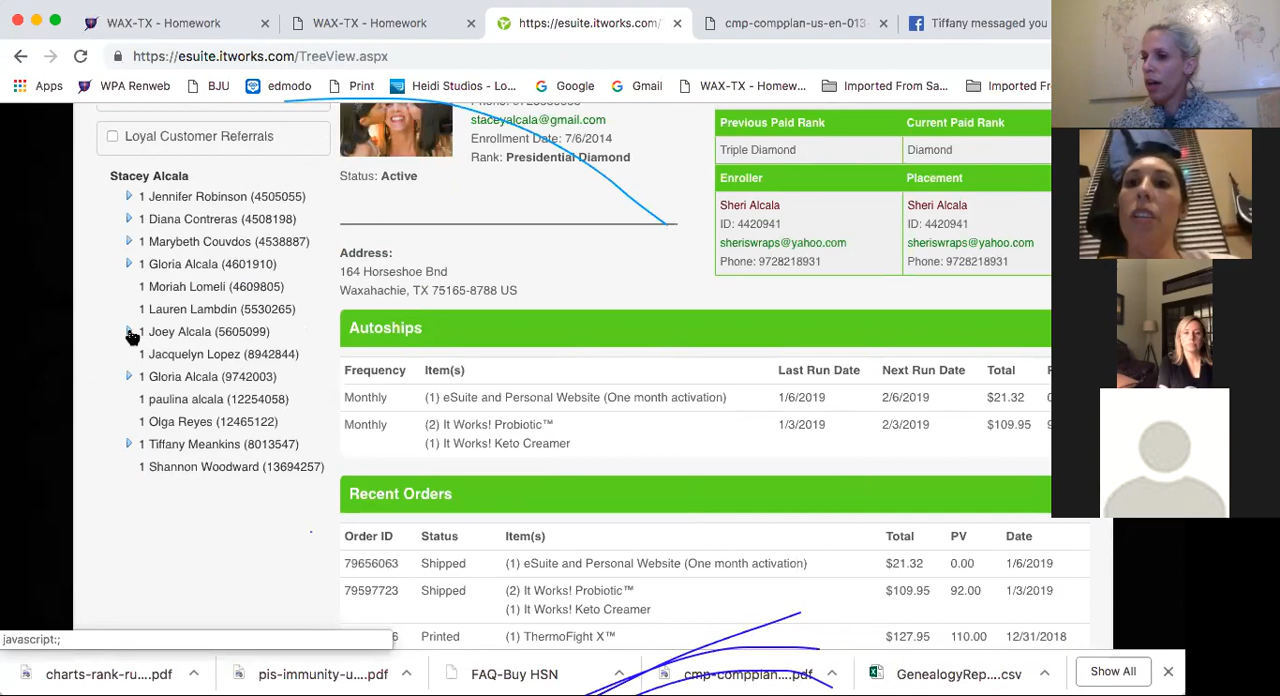 WAX-TX - Homework
WAX-TX - Homework
https://esuite.itworks.com/
cmp-compplan-us-en-013-
Tiffany messaged you
https://esuite.itworks.com/TreeView.aspx
Apps
WPA Renweb
BJU
edmodo
Print
Heidi Studios - Lo...
Google
Gmail
WAX-TX - Homew...
Imported From Sa...
Imported Fr
Loyal Customer Referrals
Stacey Alcala
1 Jennifer Robinson (4505055)
1 Diana Contreras (4508198)
1 Marybeth Couvdos (4538887)
1 Gloria Alcala (4601910)
1 Moriah Lomeli (4609805)
1 Lauren Lambdin (5530265)
1 Joey Alcala (5605099)
1 Jacquelyn Lopez (8942844)
1 Gloria Alcala (9742003)
1 paulina alcala (12254058)
1 Olga Reyes (12465122)
1 Tiffany Meankins (8013547)
1 Shannon Woodward (13694257)
staceyalcala@gmail.com
Enrollment Date: 7/6/2014
Rank: Presidential Diamond
Status: Active
Address:
164 Horseshoe Bnd
Waxahachie, TX 75165-8788 US
Previous Paid Rank
Current Paid Rank
Triple Diamond
Diamond
Enroller
Placement
Sheri Alcala
Sheri Alcala
ID: 4420941
ID: 4420941
sheriswraps@yahoo.com
sheriswraps@yahoo.com
Phone: 9728218931
Phone: 9728218931
Autoships
Frequency Item(s) Last Run Date Next Run Date Total
Monthly (1) eSuite and Personal Website (One month activation) 1/6/2019 2/6/2019 $21.32
Monthly (2) It Works! Probiotic™ 1/3/2019 2/3/2019 $109.95
(1) It Works! Keto Creamer
Recent Orders
Order ID Status Item(s) Total PV Date
79656063 Shipped (1) eSuite and Personal Website (One month activation) $21.32 0.00 1/6/2019
79597723 Shipped (2) It Works! Probiotic™ $109.95 92.00 1/3/2019
(1) It Works! Keto Creamer
6 Printed (1) ThermoFight X™ $127.95 110.00 12/31/2018
javascript:;
charts-rank-ru....pdf
pis-immunity-u....pdf
FAQ-Buy HSN
cmp-compplan....pdf
GenealogyRep....csv
Show All